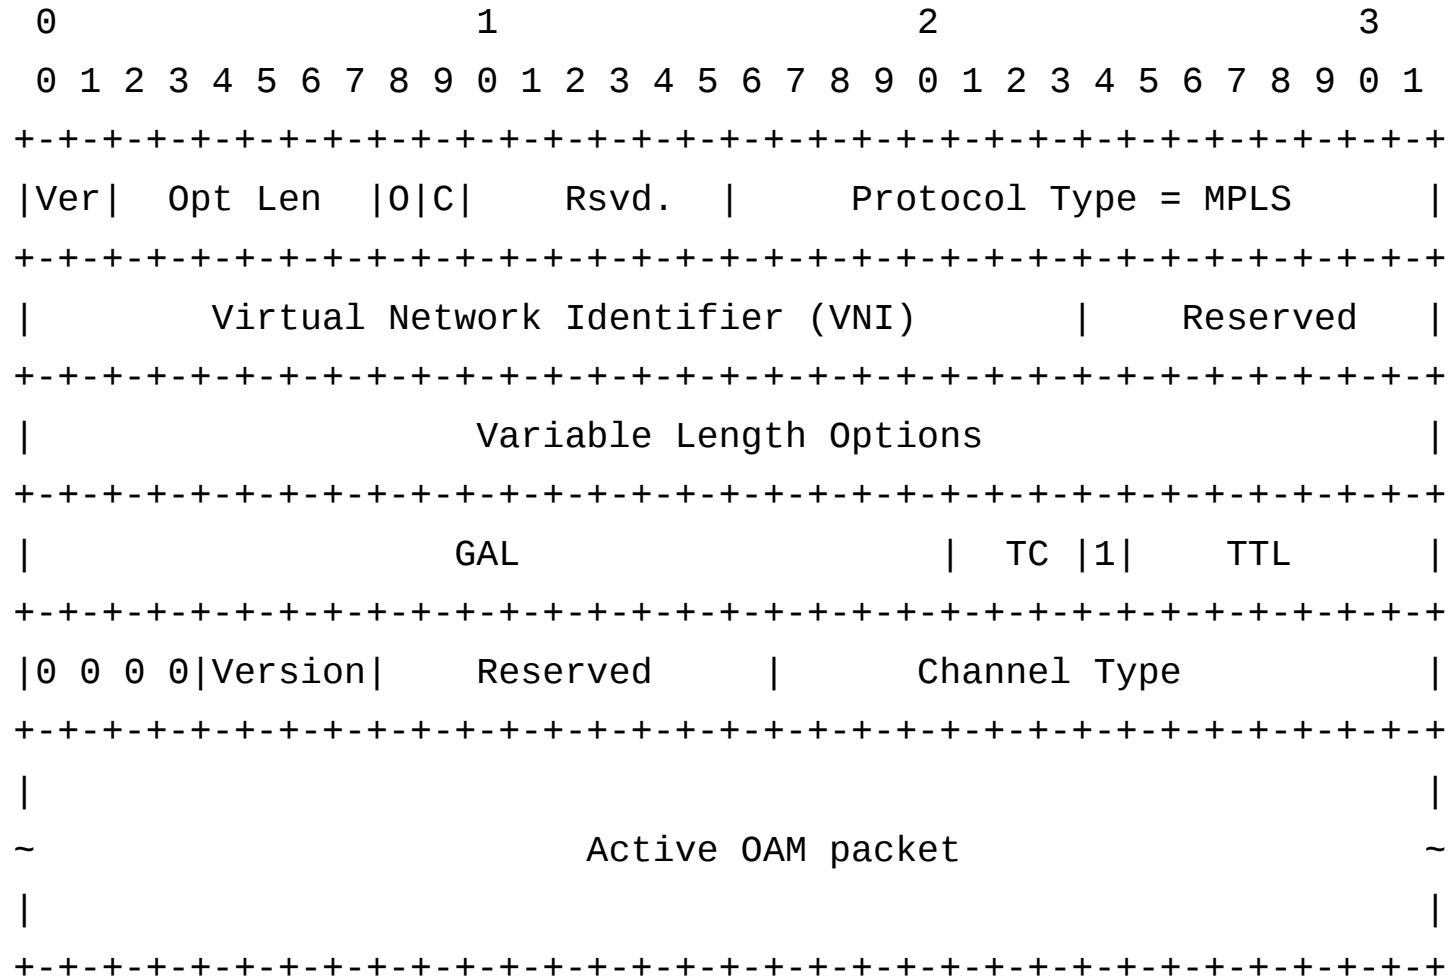 0                   1                   2                   3
 0 1 2 3 4 5 6 7 8 9 0 1 2 3 4 5 6 7 8 9 0 1 2 3 4 5 6 7 8 9 0 1
+-+-+-+-+-+-+-+-+-+-+-+-+-+-+-+-+-+-+-+-+-+-+-+-+-+-+-+-+-+-+-+-+
|Ver|  Opt Len  |O|C|    Rsvd.  |     Protocol Type = MPLS      |
+-+-+-+-+-+-+-+-+-+-+-+-+-+-+-+-+-+-+-+-+-+-+-+-+-+-+-+-+-+-+-+-+
|        Virtual Network Identifier (VNI)       |    Reserved   |
+-+-+-+-+-+-+-+-+-+-+-+-+-+-+-+-+-+-+-+-+-+-+-+-+-+-+-+-+-+-+-+-+
|                    Variable Length Options                    |
+-+-+-+-+-+-+-+-+-+-+-+-+-+-+-+-+-+-+-+-+-+-+-+-+-+-+-+-+-+-+-+-+
|                   GAL                   |  TC |1|    TTL      |
+-+-+-+-+-+-+-+-+-+-+-+-+-+-+-+-+-+-+-+-+-+-+-+-+-+-+-+-+-+-+-+-+
|0 0 0 0|Version|    Reserved     |      Channel Type           |
+-+-+-+-+-+-+-+-+-+-+-+-+-+-+-+-+-+-+-+-+-+-+-+-+-+-+-+-+-+-+-+-+
|                                                               |
~                         Active OAM packet                     ~
|                                                               |
+-+-+-+-+-+-+-+-+-+-+-+-+-+-+-+-+-+-+-+-+-+-+-+-+-+-+-+-+-+-+-+-+